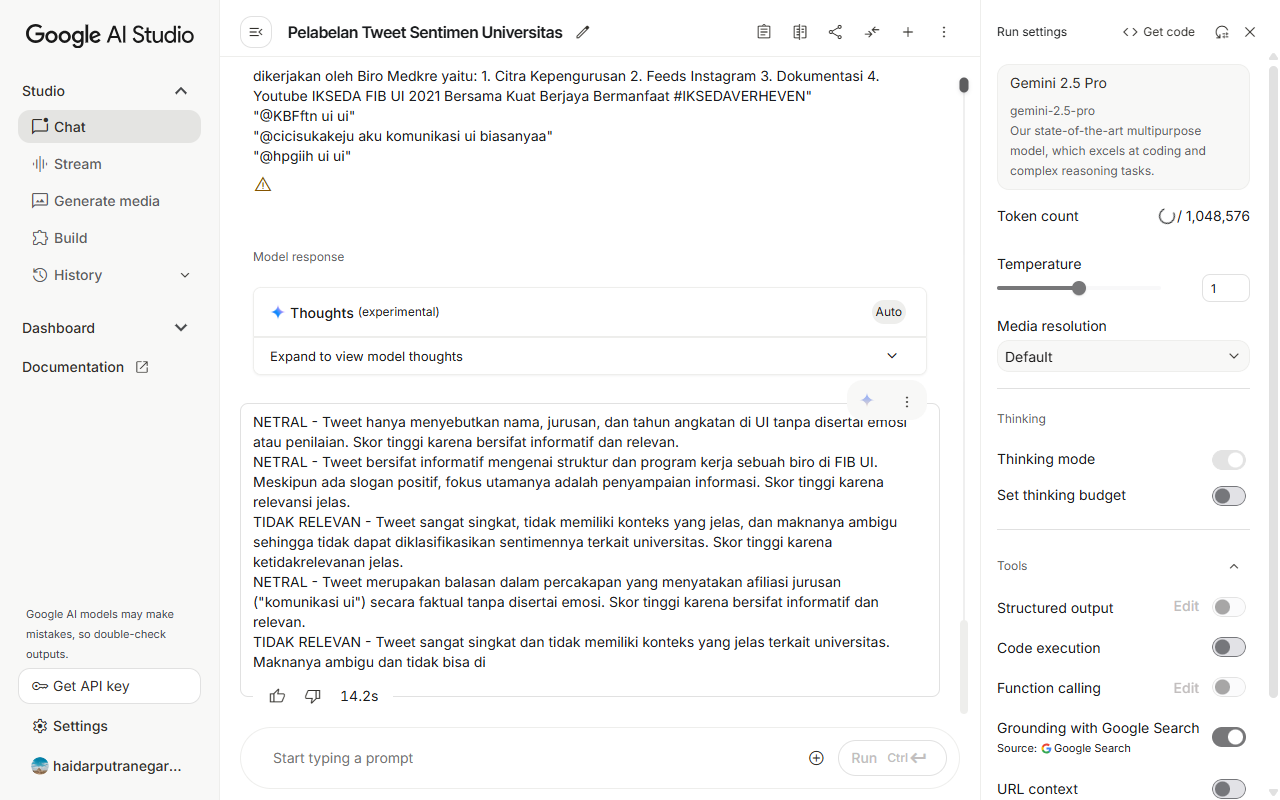 Google AI Studio
Studio
Chat
Stream
Generate media
Build
History
Dashboard
Documentation
Google AI models may make
mistakes, so double-check
outputs.
Get API key
Settings
haidarputranegar...
Pelabelan Tweet Sentimen Universitas
dikerjakan oleh Biro Medkre yaitu: 1. Citra Kepengurusan 2. Feeds Instagram 3. Dokumentasi 4.
Youtube IKSEDA FIB UI 2021 Bersama Kuat Berjaya Bermanfaat #IKSEDAVERHEVEN"
"@KBFftn ui ui"
"@cicisukakeju aku komunikasi ui biasanyaa"
"@hpgiih ui ui"
Model response
Thoughts (experimental)
Auto
Expand to view model thoughts
NETRAL - Tweet hanya menyebutkan nama, jurusan, dan tahun angkatan di UI tanpa disertai emosi
atau penilaian. Skor tinggi karena bersifat informatif dan relevan.
NETRAL - Tweet bersifat informatif mengenai struktur dan program kerja sebuah biro di FIB UI.
Meskipun ada slogan positif, fokus utamanya adalah penyampaian informasi. Skor tinggi karena
relevansi jelas.
TIDAK RELEVAN - Tweet sangat singkat, tidak memiliki konteks yang jelas, dan maknanya ambigu
sehingga tidak dapat diklasifikasikan sentimennya terkait universitas. Skor tinggi karena
ketidakrelevanan jelas.
NETRAL - Tweet merupakan balasan dalam percakapan yang menyatakan afiliasi jurusan
("komunikasi ui") secara faktual tanpa disertai emosi. Skor tinggi karena bersifat informatif dan
relevan.
TIDAK RELEVAN - Tweet sangat singkat dan tidak memiliki konteks yang jelas terkait universitas.
Maknanya ambigu dan tidak bisa di
14.2s
Start typing a prompt
Run Ctrl
Run settings
Get code
Gemini 2.5 Pro
gemini-2.5-pro
Our state-of-the-art multipurpose
model, which excels at coding and
complex reasoning tasks.
Token count
/ 1,048,576
Temperature
1
Media resolution
Default
Thinking
Thinking mode
Set thinking budget
Tools
Structured output Edit
Code execution
Function calling Edit
Grounding with Google Search
Source: Google Search
URL context